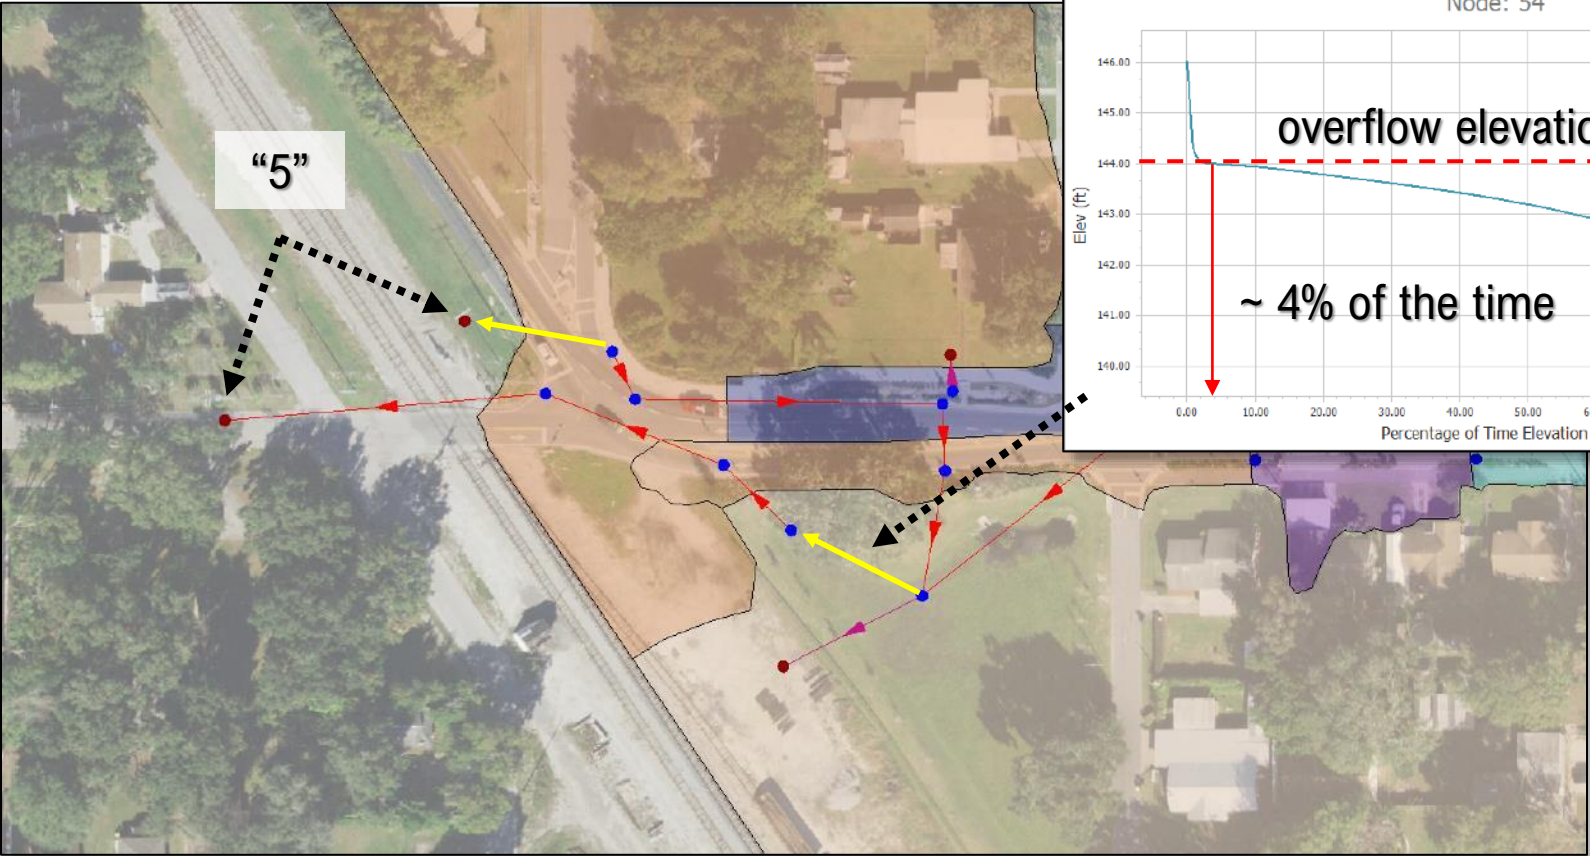 Node: 54
"5"
146.00
145.00
overflow elevatio
144.00
143.00
Elev (ft)
142.00
~ 4% of the time
141.00
140.00
0.00 10.00 20.00 30.00 40.00 50.00 6
Percentage of Time Elevation